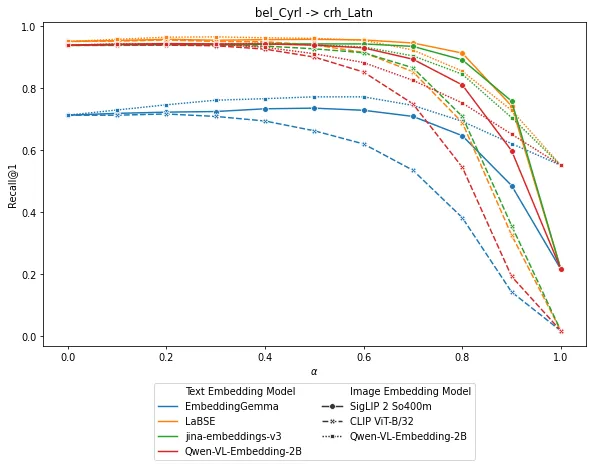 bel_Cyrl -> crh_Latn
Recall@1
1.0
0.8
0.6
0.4
0.2
0.0
0.0 0.2 0.4 0.6 0.8 1.0
α
Text Embedding Model
EmbeddingGemma
LaBSE
jina-embeddings-v3
Qwen-VL-Embedding-2B
Image Embedding Model
SigLIP 2 So400m
CLIP ViT-B/32
Qwen-VL-Embedding-2B